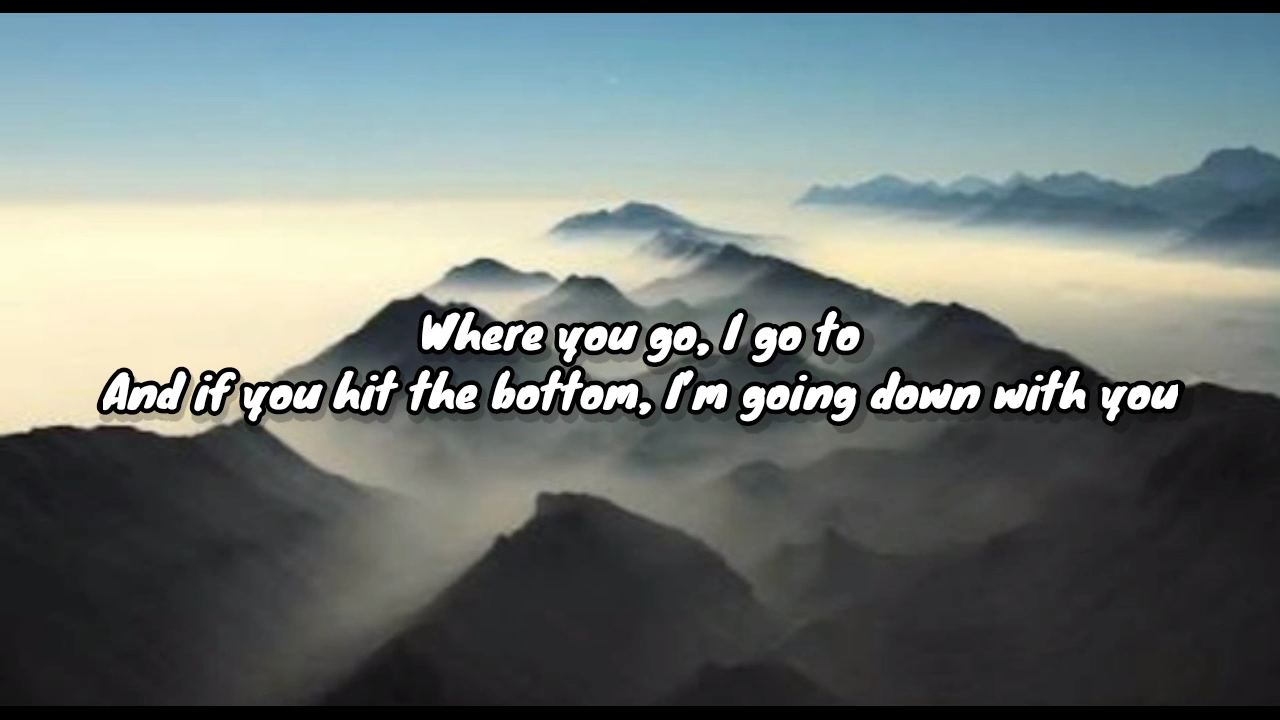 Where you go, I go to
And if you hit the bottom, I'm going down with you